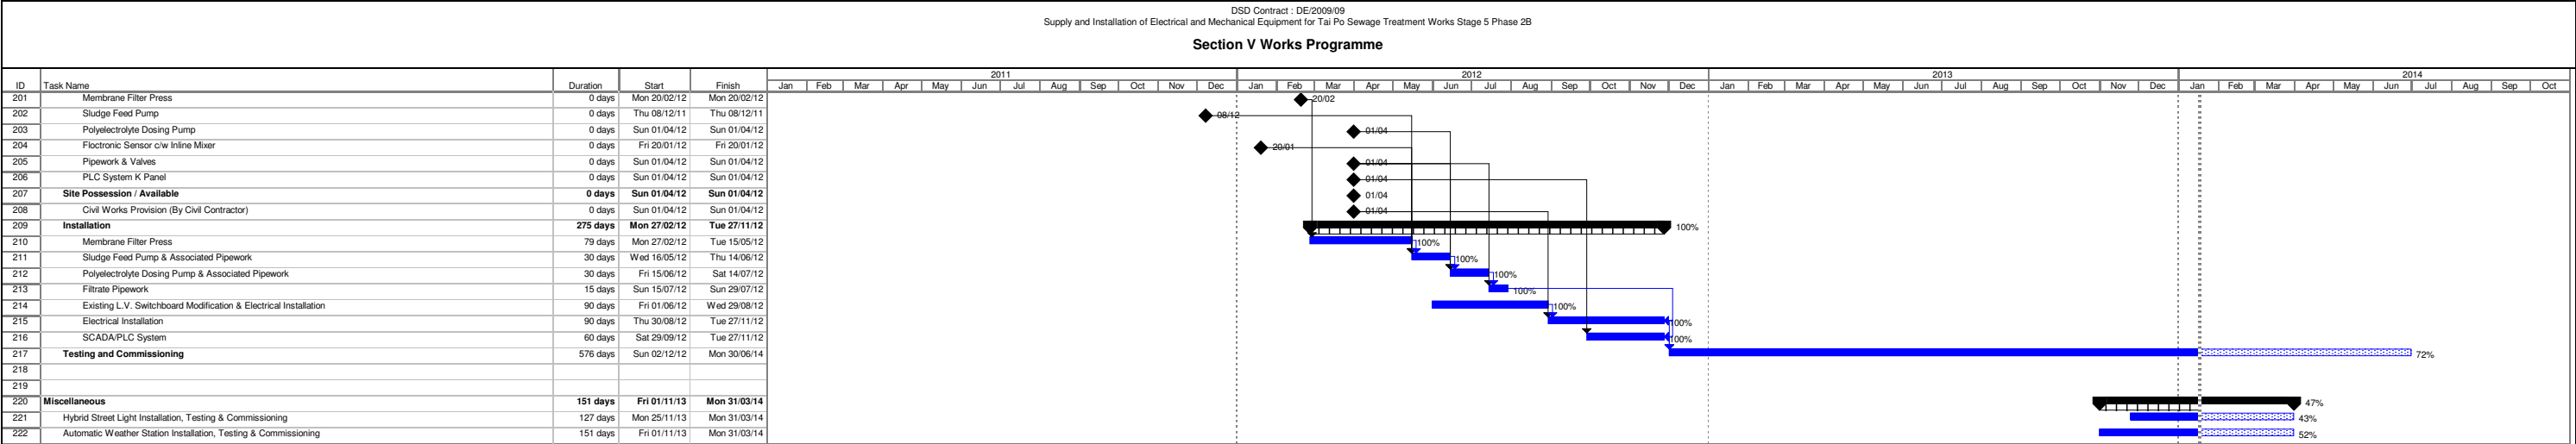 DSD Contract : DE/2009/09
Supply and Installation of Electrical and Mechanical Equipment for Tai Po Sewage Treatment Works Stage 5 Phase 2B
Section V Works Programme
2011 2012 2013 2014
ID Task Name Duration Start Finish Jan Feb Mar Apr May Jun Jul Aug Sep Oct Nov Dec Jan Feb Mar Apr May Jun Jul Aug Sep Oct Nov Dec Jan Feb Mar Apr May Jun Jul Aug Sep Oct Nov Dec Jan Feb Mar Apr May Jun Jul Aug Sep Oct
201 Membrane Filter Press 0 days Mon 20/02/12 Mon 20/02/12 20/02
202 Sludge Feed Pump 0 days Thu 08/12/11 Thu 08/12/11 08/12
203 Polyelectrolyte Dosing Pump 0 days Sun 01/04/12 Sun 01/04/12 01/04
204 Floctronic Sensor c/w Inline Mixer 0 days Fri 20/01/12 Fri 20/01/12 20/01
205 Pipework & Valves 0 days Sun 01/04/12 Sun 01/04/12 01/04
206 PLC System K Panel 0 days Sun 01/04/12 Sun 01/04/12 01/04
207 Site Possession / Available 0 days Sun 01/04/12 Sun 01/04/12 01/04
208 Civil Works Provision (By Civil Contractor) 0 days Sun 01/04/12 Sun 01/04/12 01/04
209 Installation 275 days Mon 27/02/12 Tue 27/11/12 100%
210 Membrane Filter Press 79 days Mon 27/02/12 Tue 15/05/12 100%
211 Sludge Feed Pump & Associated Pipework 30 days Wed 16/05/12 Thu 14/06/12 100%
212 Polyelectrolyte Dosing Pump & Associated Pipework 30 days Fri 15/06/12 Sat 14/07/12 100%
213 Filtrate Pipework 15 days Sun 15/07/12 Sun 29/07/12 100%
214 Existing L.V. Switchboard Modification & Electrical Installation 90 days Fri 01/06/12 Wed 29/08/12 100%
215 Electrical Installation 90 days Thu 30/08/12 Tue 27/11/12 100%
216 SCADA/PLC System 60 days Sat 29/09/12 Tue 27/11/12 100%
217 Testing and Commissioning 576 days Sun 02/12/12 Mon 30/06/14 72%
218
219
220 Miscellaneous 151 days Fri 01/11/13 Mon 31/03/14 47%
221 Hybrid Street Light Installation, Testing & Commissioning 127 days Mon 25/11/13 Mon 31/03/14 43%
222 Automatic Weather Station Installation, Testing & Commissioning 151 days Fri 01/11/13 Mon 31/03/14 52%